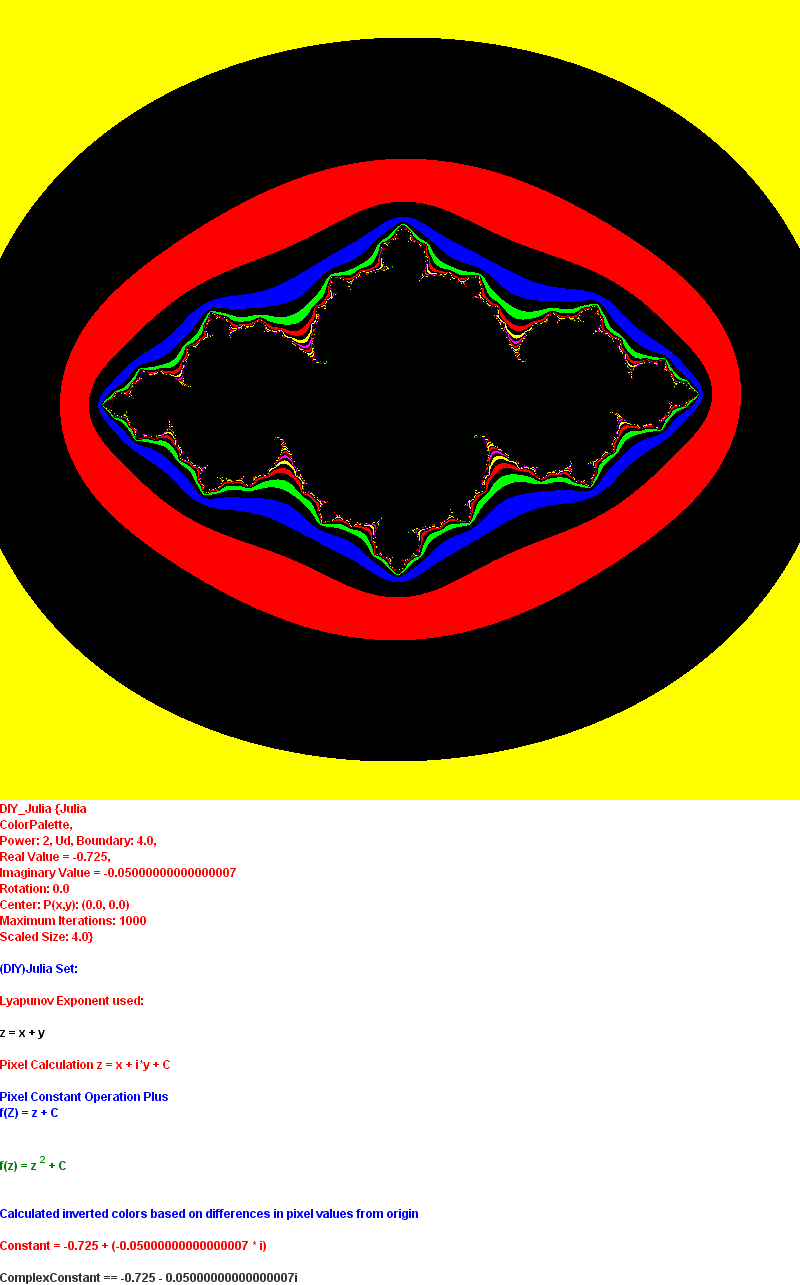 DIY_Julia {Julia
ColorPalette,
Power: 2, Ud, Boundary: 4.0,
Real Value = -0.725,
Imaginary Value = -0.05000000000000007
Rotation: 0.0
Center: P(x,y): (0.0, 0.0)
Maximum Iterations: 1000
Scaled Size: 4.0}
(DIY)Julia Set:
Lyapunov Exponent used:
z = x + y
Pixel Calculation z = x + i*y + C
Pixel Constant Operation Plus
f(Z) = z + C
f(z) = z ² + C
Calculated inverted colors based on differences in pixel values from origin
Constant = -0.725 + (-0.05000000000000007 * i)
ComplexConstant == -0.725 - 0.05000000000000007i